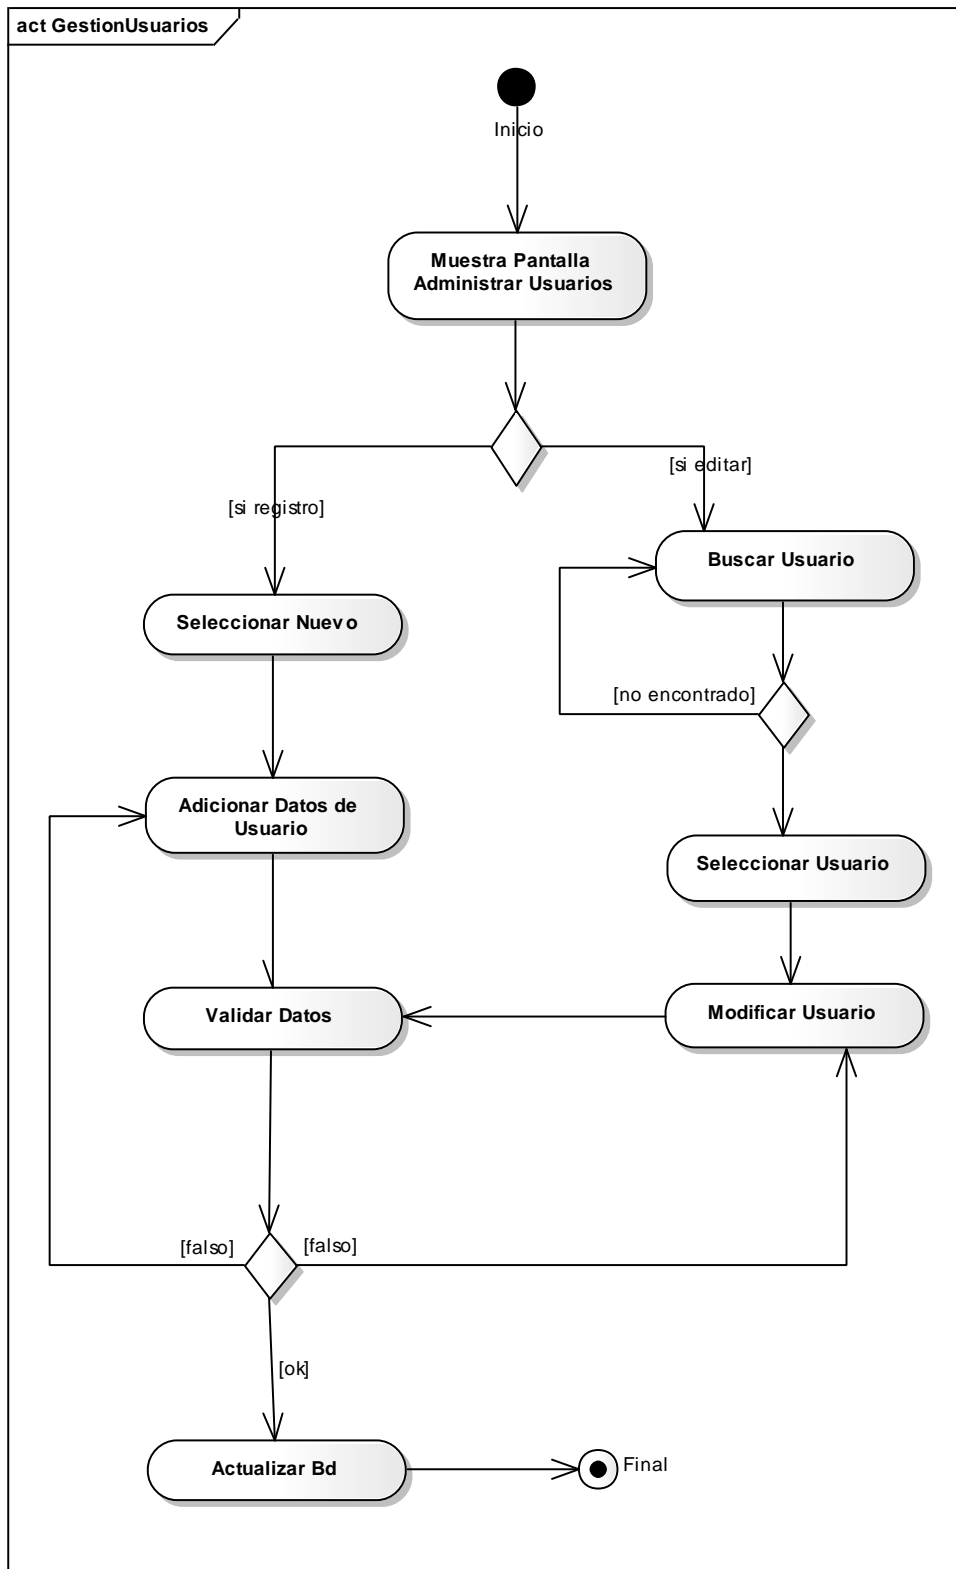 act GestionUsuarios
Inicio
Muestra Pantalla
Administrar Usuarios
[si editar]
[si registro]
Buscar Usuario
Seleccionar Nuevo
[no encontrado]
Adicionar Datos de
Usuario
Seleccionar Usuario
Validar Datos
Modificar Usuario
[falso]
[falso]
[ok]
Actualizar Bd
Final